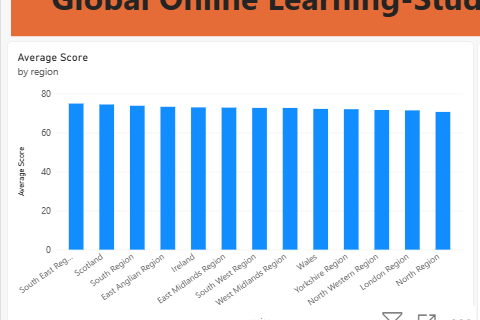 Global Online Learning-Stud
Average Score
by region
Average Score
80
60
40
20
0
South East Reg...
Scotland
South Region
East Anglian Region
Ireland
East Midlands Region
South West Region
West Midlands Region
Wales
Yorkshire Region
North Western Region
London Region
North Region